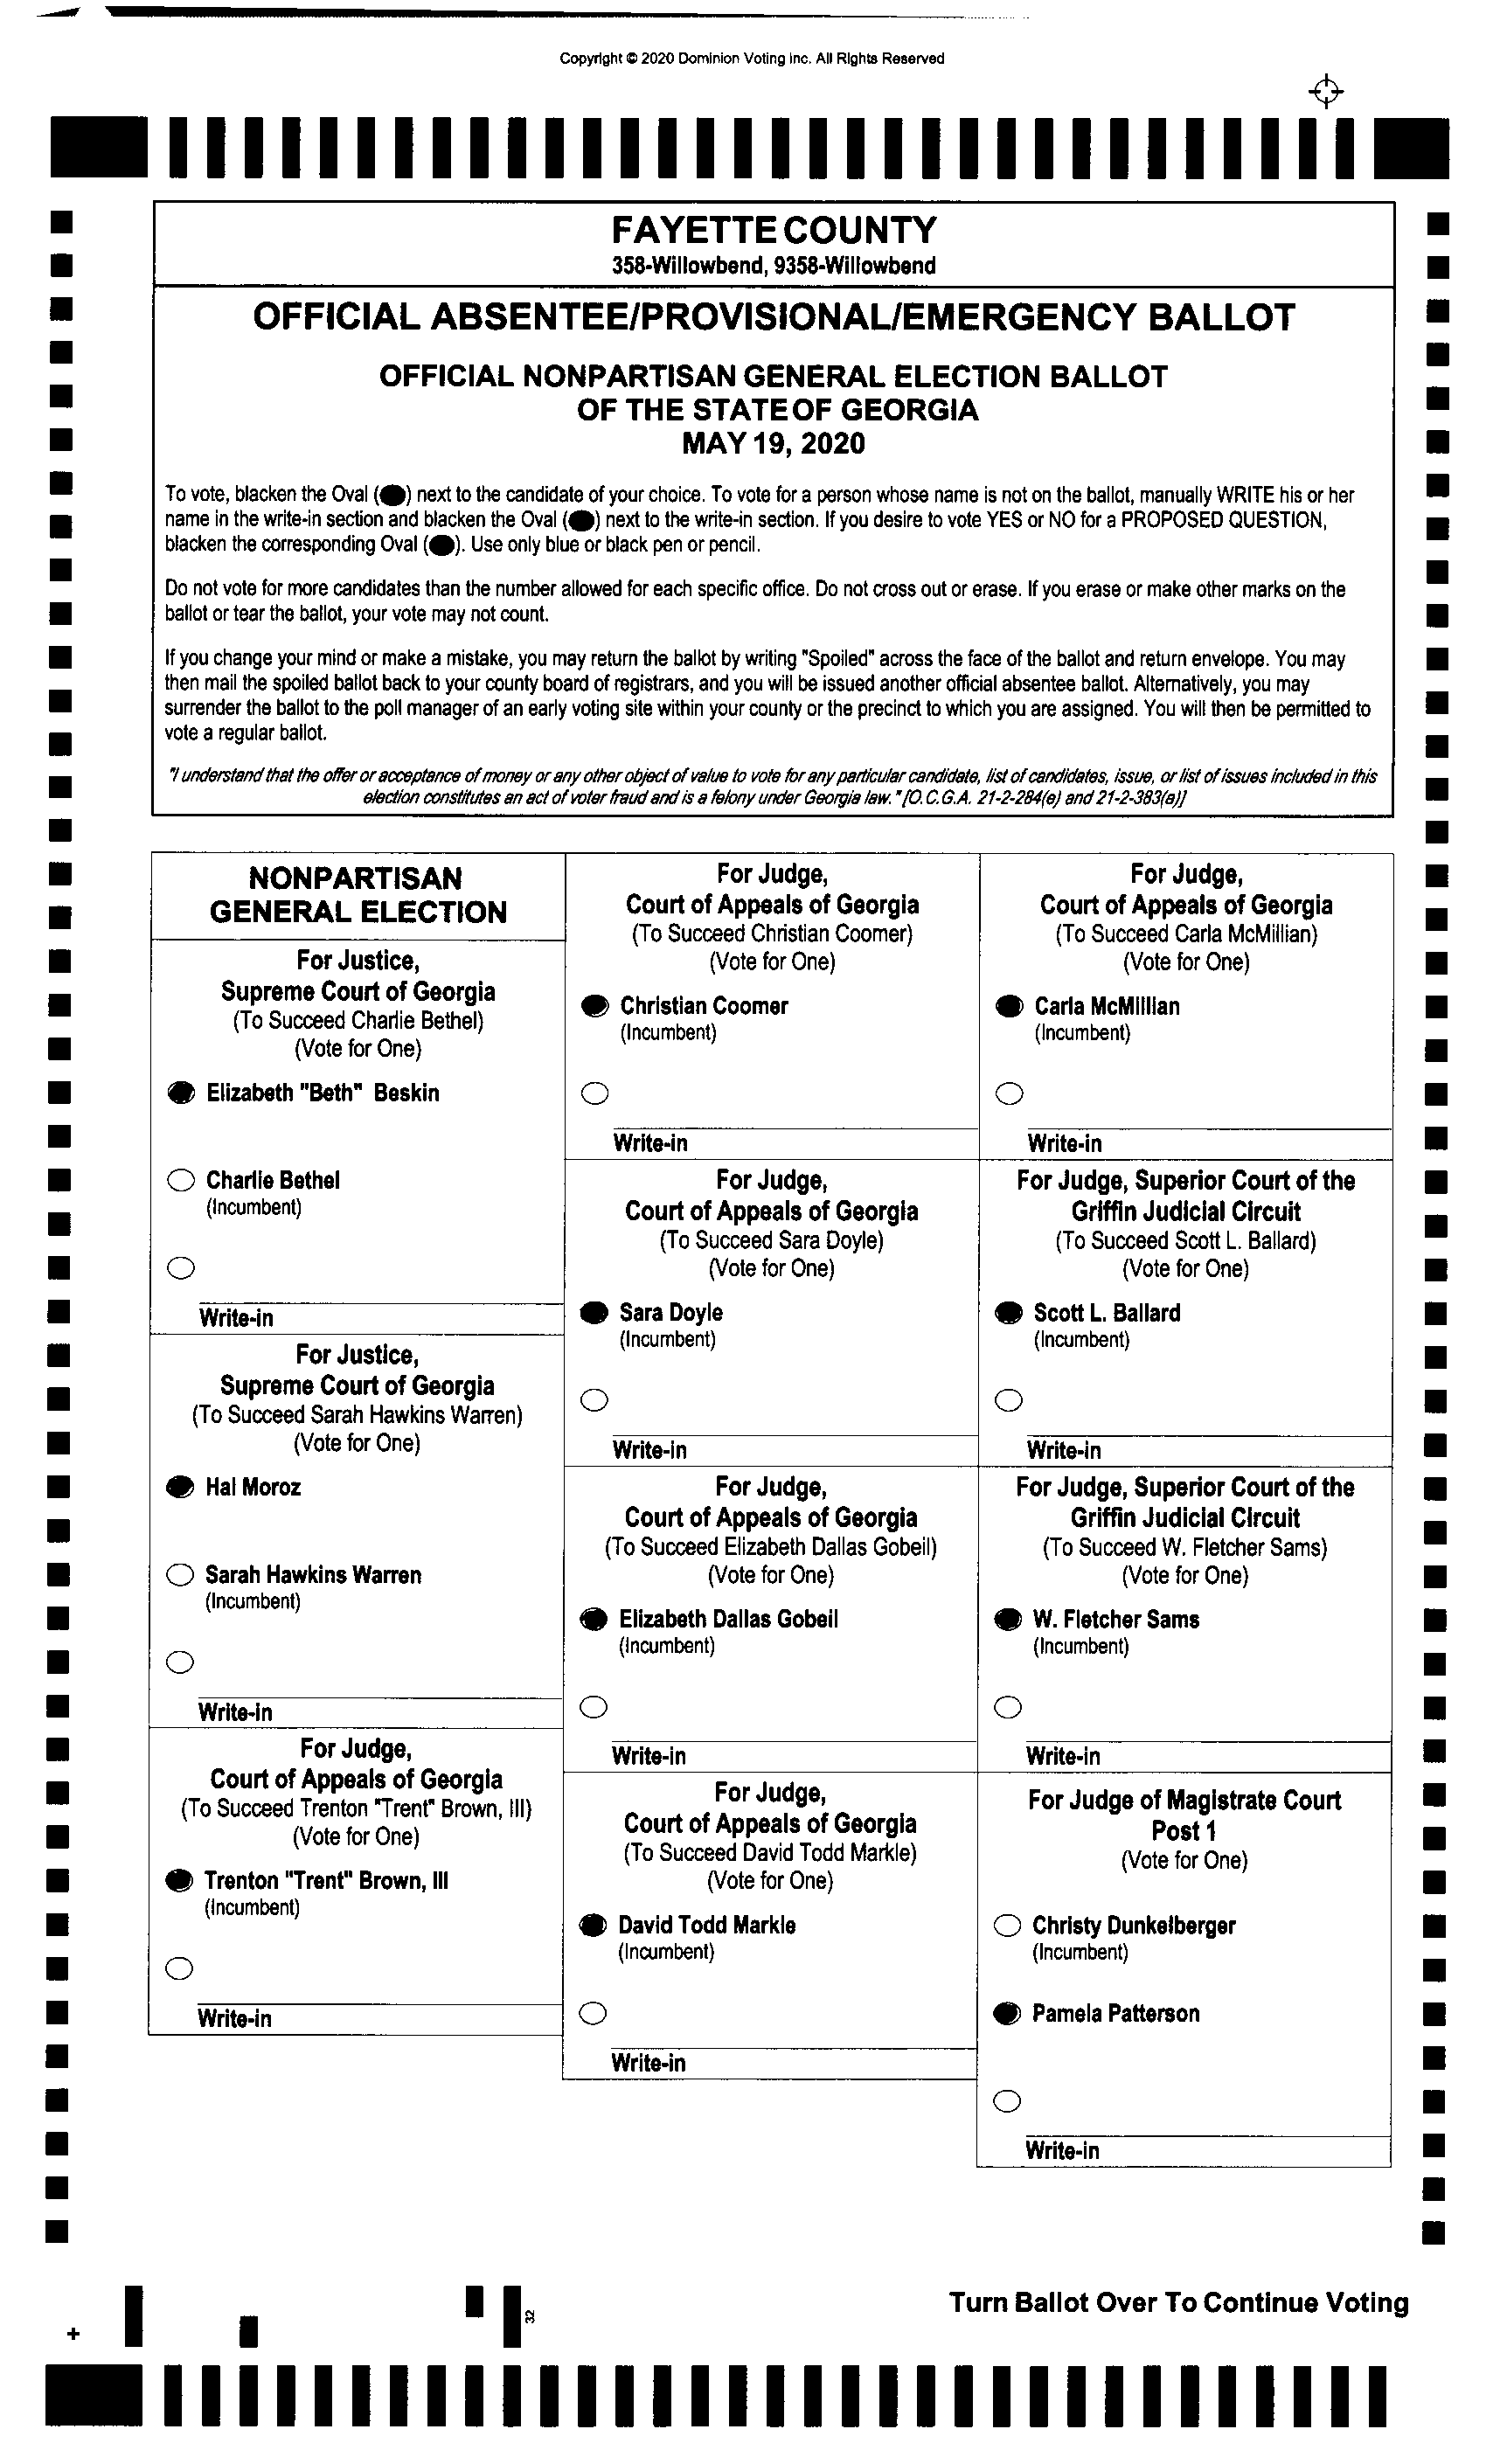 Copyright © 2020 Dominion Voting Inc. All Rights Reserved
FAYETTE COUNTY
358-Willowbend, 9358-Willowbend
OFFICIAL ABSENTEE/PROVISIONAL/EMERGENCY BALLOT
OFFICIAL NONPARTISAN GENERAL ELECTION BALLOT
OF THE STATE OF GEORGIA
MAY 19, 2020
To vote, blacken the Oval ( ) next to the candidate of your choice. To vote for a person whose name is not on the ballot, manually WRITE his or her
name in the write-in section and blacken the Oval ( ) next to the write-in section. If you desire to vote YES or NO for a PROPOSED QUESTION,
blacken the corresponding Oval ( ). Use only blue or black pen or pencil.
Do not vote for more candidates than the number allowed for each specific office. Do not cross out or erase. If you erase or make other marks on the
ballot or tear the ballot, your vote may not count.
If you change your mind or make a mistake, you may return the ballot by writing "Spoiled" across the face of the ballot and return envelope. You may
then mail the spoiled ballot back to your county board of registrars, and you will be issued another official absentee ballot. Alternatively, you may
surrender the ballot to the poll manager of an early voting site within your county or the precinct to which you are assigned. You will then be permitted to
vote a regular ballot.
"I understand that the offer or acceptance of money or any other object of value to vote for any particular candidate, list of candidates, issue, or list of issues included in this
election constitutes an act of voter fraud and is a felony under Georgia law." [O.C.G.A. 21-2-284(e) and 21-2-383(a)]
NONPARTISAN
GENERAL ELECTION
For Justice,
Supreme Court of Georgia
(To Succeed Charlie Bethel)
(Vote for One)
Elizabeth "Beth" Beskin
Charlie Bethel
(Incumbent)
Write-in
For Justice,
Supreme Court of Georgia
(To Succeed Sarah Hawkins Warren)
(Vote for One)
Hal Moroz
Sarah Hawkins Warren
(Incumbent)
Write-in
For Judge,
Court of Appeals of Georgia
(To Succeed Trenton "Trent" Brown, III)
(Vote for One)
Trenton "Trent" Brown, III
(Incumbent)
Write-in
For Judge,
Court of Appeals of Georgia
(To Succeed Christian Coomer)
(Vote for One)
Christian Coomer
(Incumbent)
Write-in
For Judge,
Court of Appeals of Georgia
(To Succeed Sara Doyle)
(Vote for One)
Sara Doyle
(Incumbent)
Write-in
For Judge,
Court of Appeals of Georgia
(To Succeed Elizabeth Dallas Gobeil)
(Vote for One)
Elizabeth Dallas Gobeil
(Incumbent)
Write-in
For Judge,
Court of Appeals of Georgia
(To Succeed David Todd Markle)
(Vote for One)
David Todd Markle
(Incumbent)
Write-in
For Judge,
Court of Appeals of Georgia
(To Succeed Carla McMillian)
(Vote for One)
Carla McMillian
(Incumbent)
Write-in
For Judge, Superior Court of the
Griffin Judicial Circuit
(To Succeed Scott L. Ballard)
(Vote for One)
Scott L. Ballard
(Incumbent)
Write-in
For Judge, Superior Court of the
Griffin Judicial Circuit
(To Succeed W. Fletcher Sams)
(Vote for One)
W. Fletcher Sams
(Incumbent)
Write-in
For Judge of Magistrate Court
Post 1
(Vote for One)
Christy Dunkelberger
(Incumbent)
Pamela Patterson
Write-in
32
Turn Ballot Over To Continue Voting